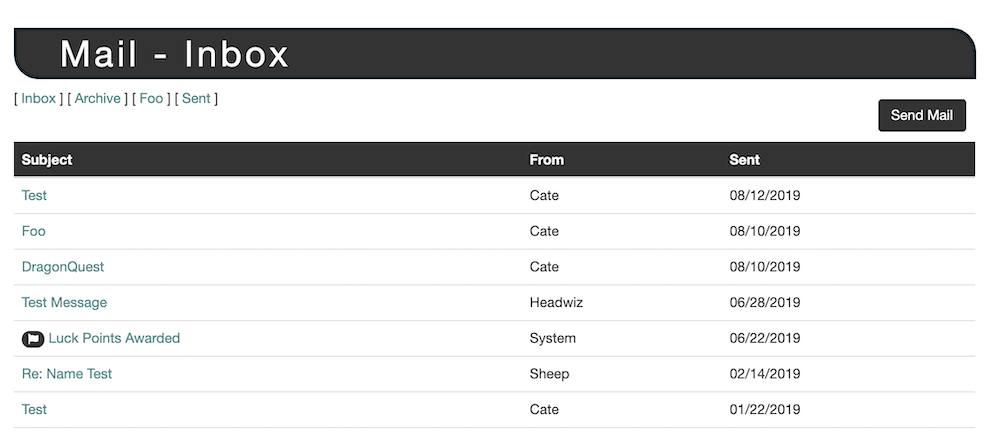 Mail - Inbox
[ Inbox ] [ Archive ] [ Foo ] [ Sent ]
Send Mail
Subject From Sent
Test Cate 08/12/2019
Foo Cate 08/10/2019
DragonQuest Cate 08/10/2019
Test Message Headwiz 06/28/2019
Luck Points Awarded System 06/22/2019
Re: Name Test Sheep 02/14/2019
Test Cate 01/22/2019